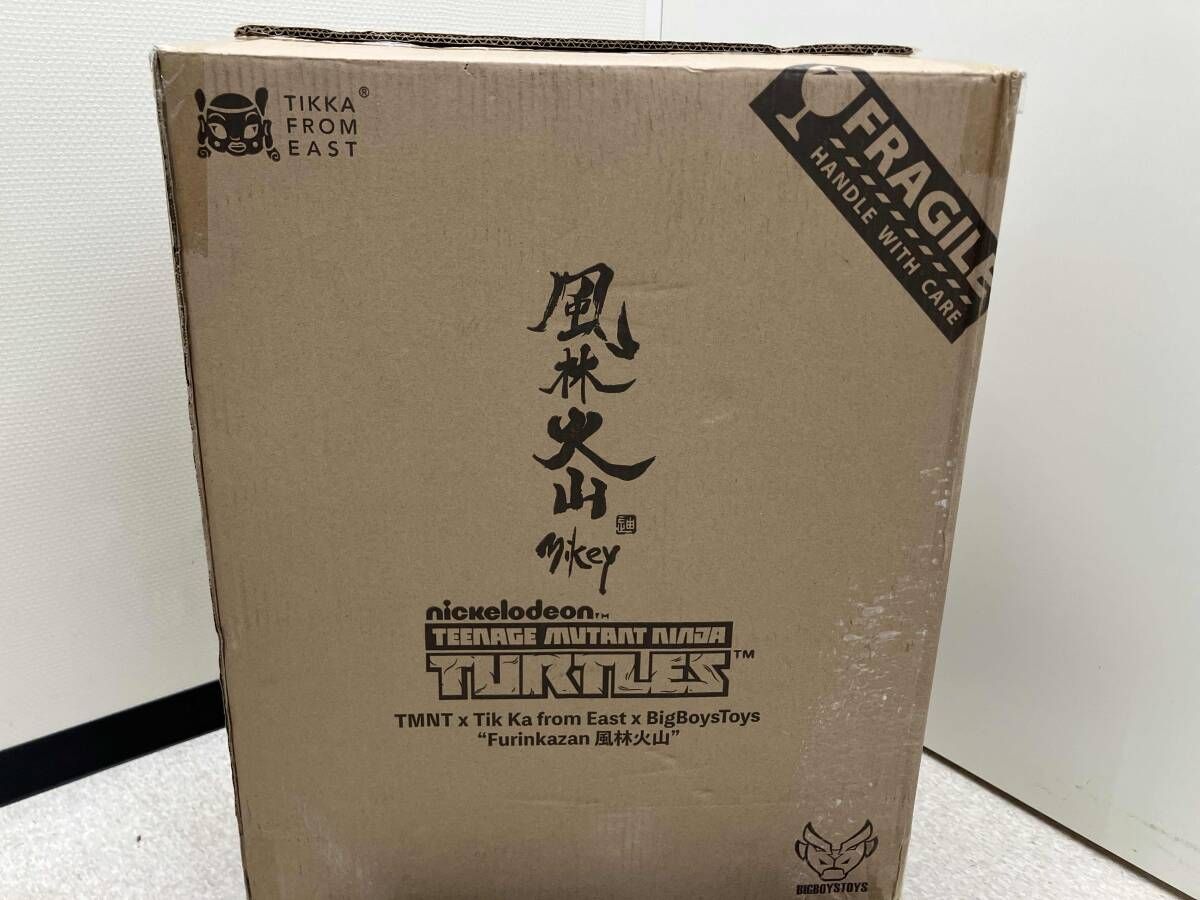 TIKKA®
FROM
EAST
FRAGILE
HANDLE WITH CARE
風
林
火
山
mikey
nickelodeon™
TEENAGE MUTANT NINJA
TURTLES™
TMNT x Tik Ka from East x BigBoysToys
“Furinkazan 風林火山”
BIGBOYSTOYS